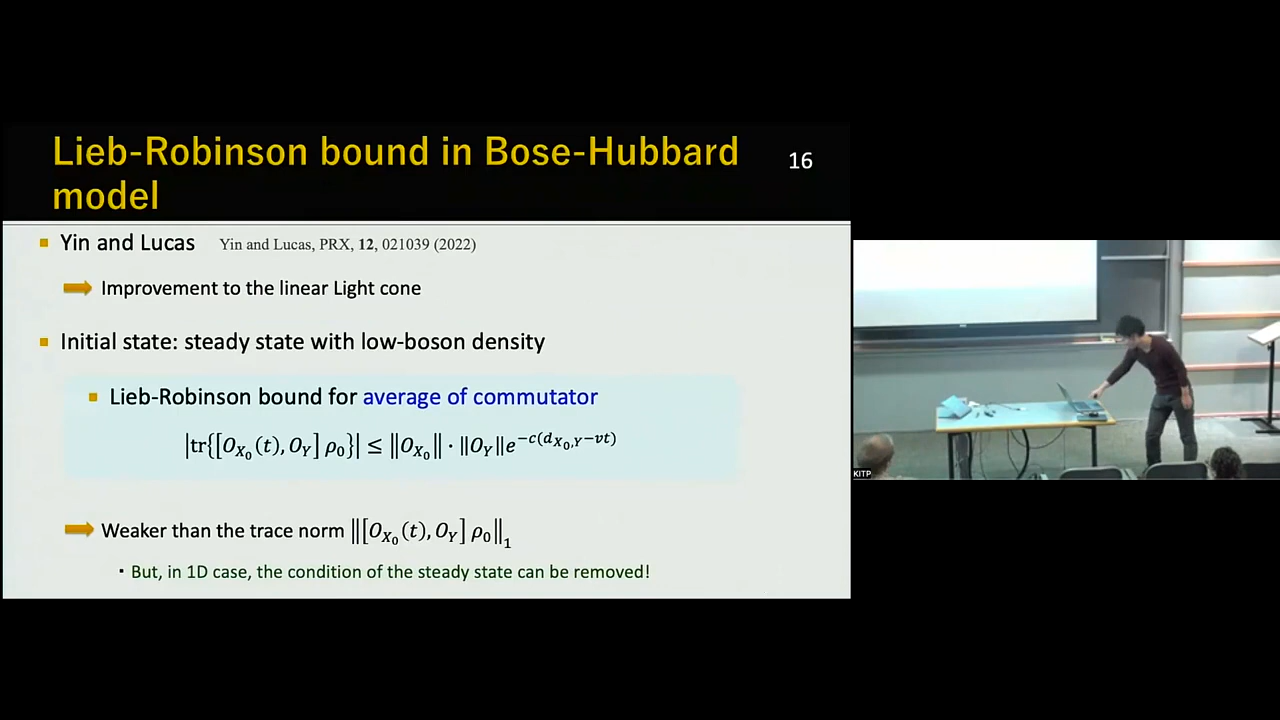 Lieb-Robinson bound in Bose-Hubbard
model
16
Yin and Lucas Yin and Lucas, PRX, 12, 021039 (2022)
Improvement to the linear Light cone
Initial state: steady state with low-boson density
Lieb-Robinson bound for average of commutator
|tr{[O_{X_0}(t), O_Y] ρ_0}| ≤ ‖O_{X_0}‖ · ‖O_Y‖e^{−c(d_{X_0,Y}−vt)}
Weaker than the trace norm ‖[O_{X_0}(t), O_Y] ρ_0‖_1
But, in 1D case, the condition of the steady state can be removed!
KITP